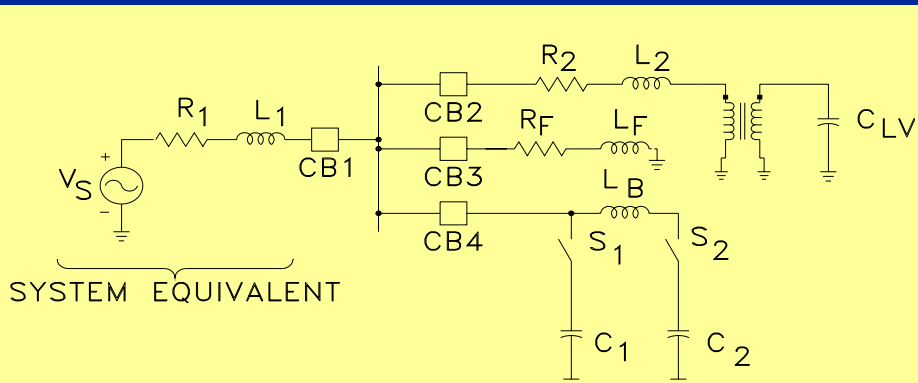 R2
L2
CB2
CLV
R1
L1
CB1
RF
LF
CB3
+
VS
−
LB
CB4
S1
S2
SYSTEM EQUIVALENT
C1
C2